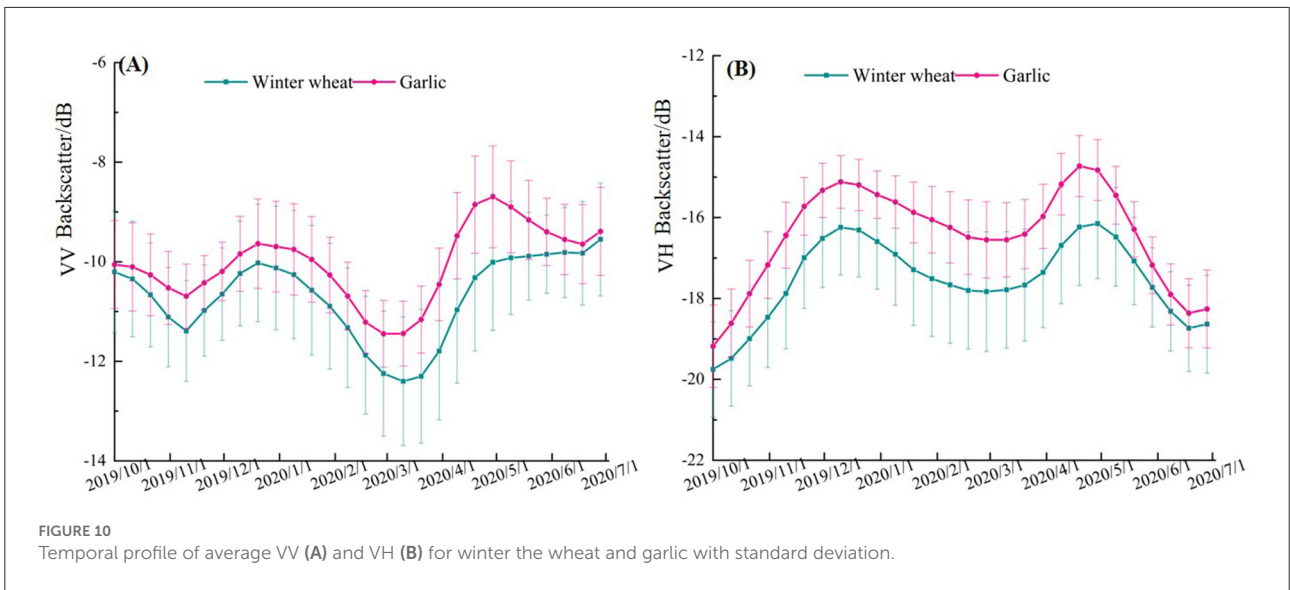 (A)
Winter wheat Garlic
VV Backscatter/dB
-6
-8
-10
-12
-14
2019/10/1 2019/11/1 2019/12/1 2020/1/1 2020/2/1 2020/3/1 2020/4/1 2020/5/1 2020/6/1 2020/7/1
(B)
Winter wheat Garlic
VH Backscatter/dB
-12
-14
-16
-18
-20
-22
2019/10/1 2019/11/1 2019/12/1 2020/1/1 2020/2/1 2020/3/1 2020/4/1 2020/5/1 2020/6/1 2020/7/1
FIGURE 10
Temporal profile of average VV (A) and VH (B) for winter the wheat and garlic with standard deviation.